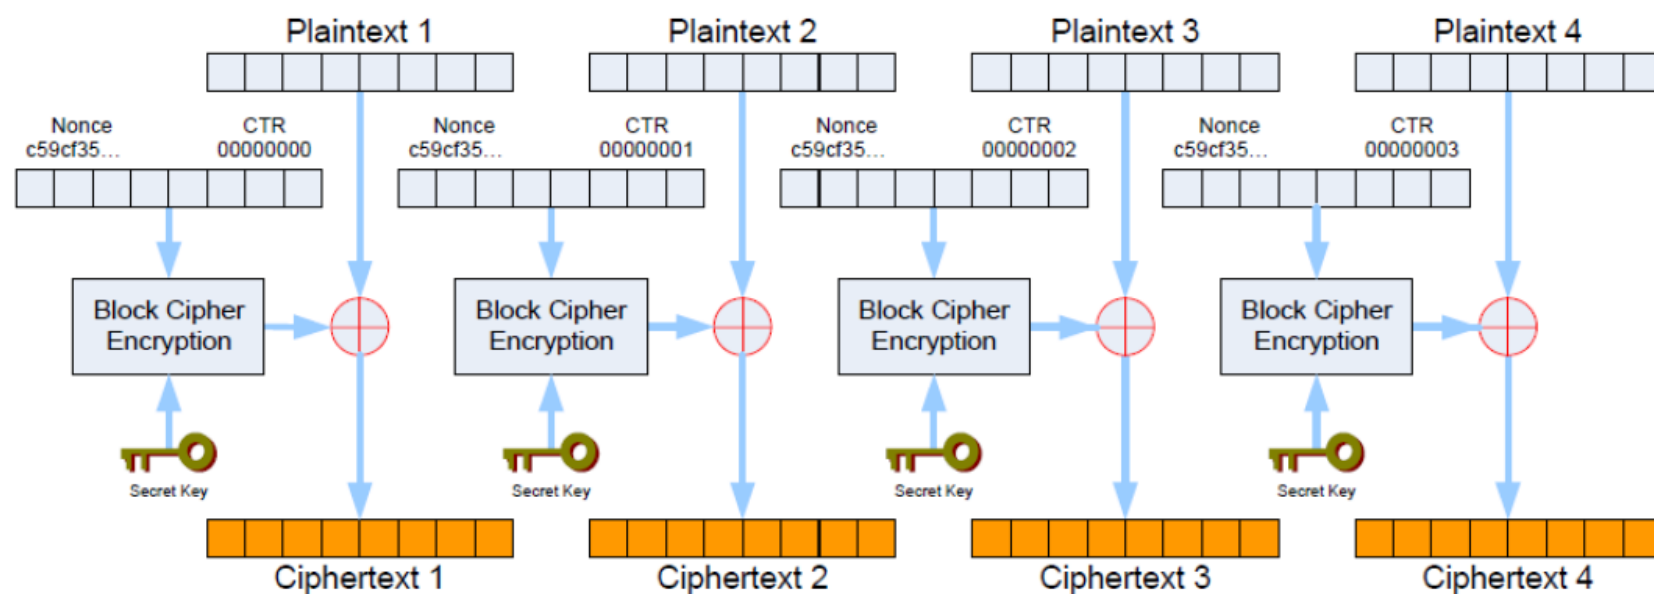 Plaintext 1
Plaintext 2
Plaintext 3
Plaintext 4
Nonce
c59cf35...
CTR
00000000
Nonce
c59cf35...
CTR
00000001
Nonce
c59cf35...
CTR
00000002
Nonce
c59cf35...
CTR
00000003
Block Cipher
Encryption
Block Cipher
Encryption
Block Cipher
Encryption
Block Cipher
Encryption
Secret Key
Secret Key
Secret Key
Secret Key
Ciphertext 1
Ciphertext 2
Ciphertext 3
Ciphertext 4